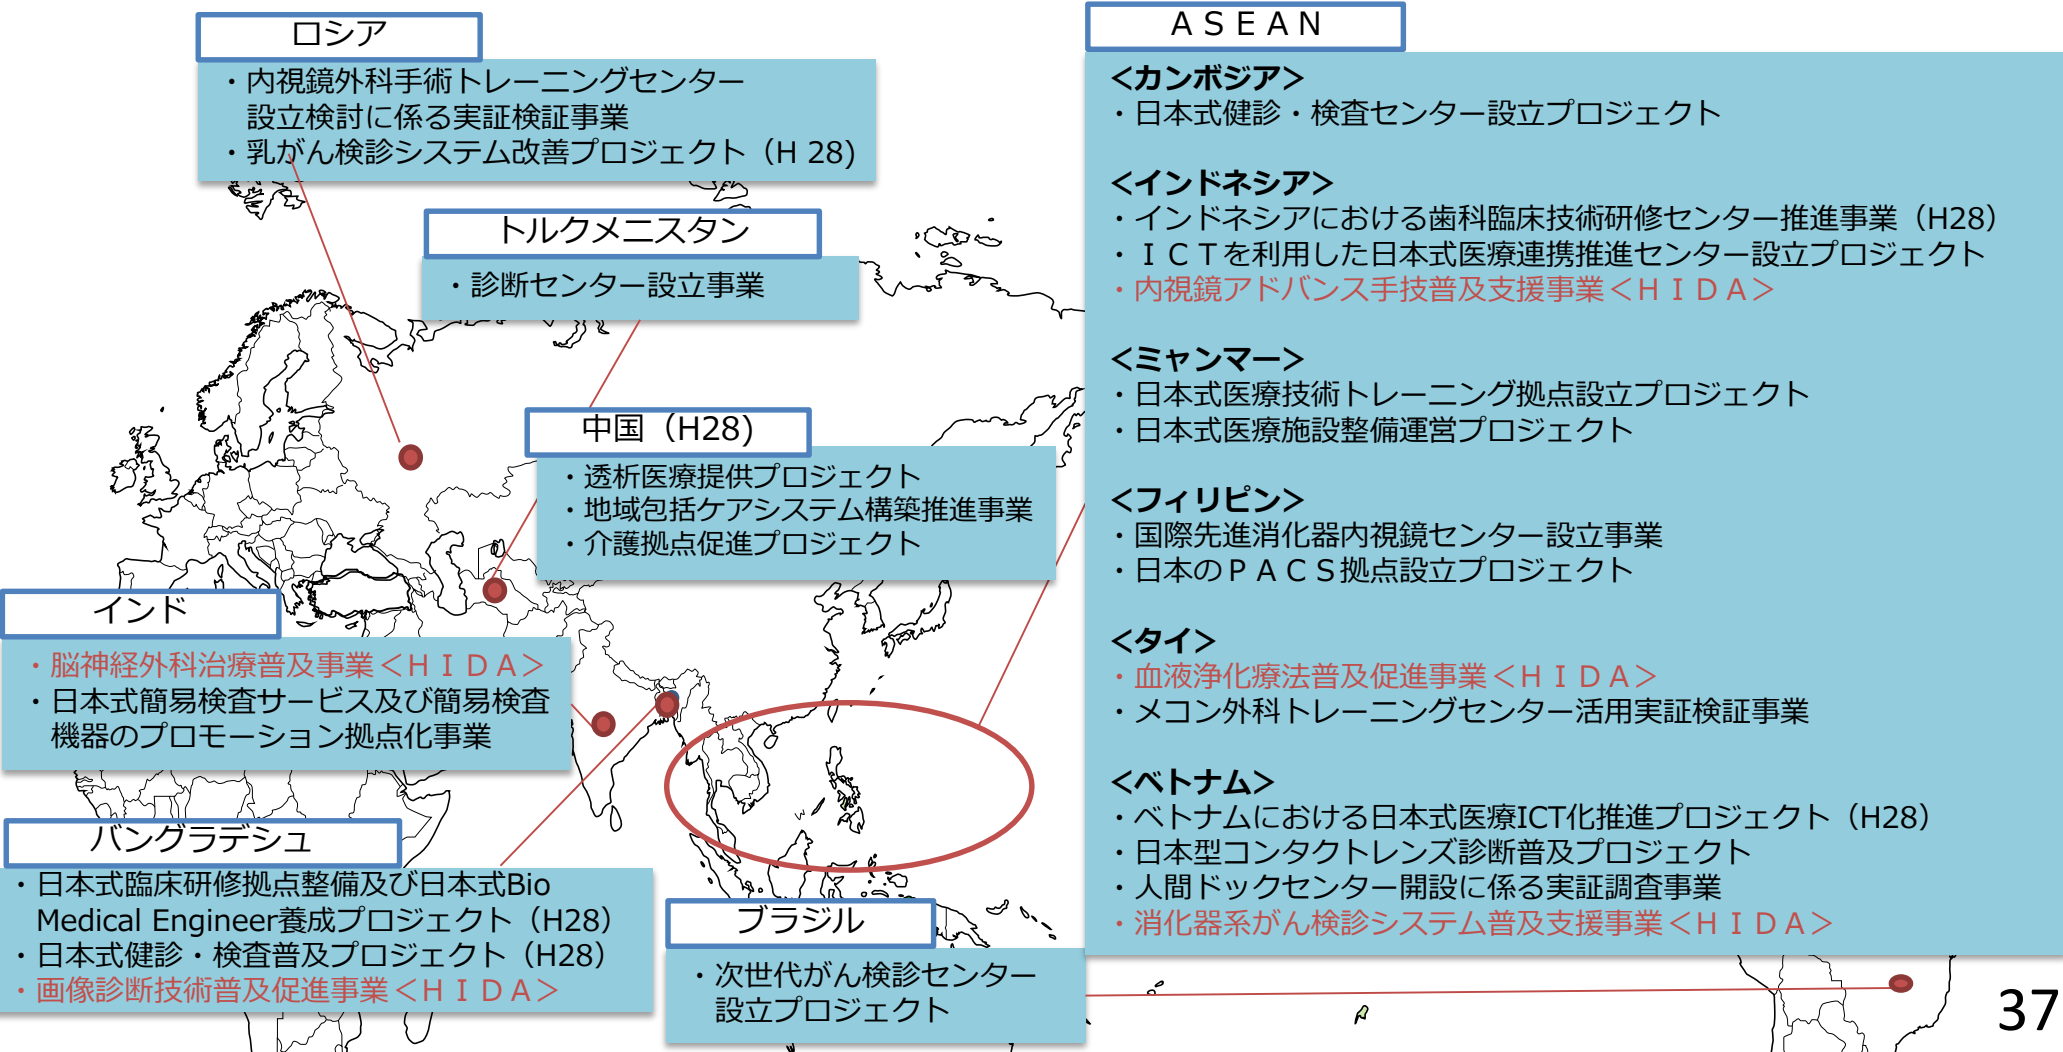 ロシア
・内視鏡外科手術トレーニングセンター
設立検討に係る実証検証事業
・乳がん検診システム改善プロジェクト（H 28)
トルクメニスタン
・診断センター設立事業
中国（H28)
・透析医療提供プロジェクト
・地域包括ケアシステム構築推進事業
・介護拠点促進プロジェクト
インド
・脳神経外科治療普及事業＜ＨＩＤＡ＞
・日本式簡易検査サービス及び簡易検査
機器のプロモーション拠点化事業
バングラデシュ
・日本式臨床研修拠点整備及び日本式Bio
Medical Engineer養成プロジェクト（H28）
・日本式健診・検査普及プロジェクト（H28）
・画像診断技術普及促進事業＜ＨＩＤＡ＞
ブラジル
・次世代がん検診センター
設立プロジェクト
ＡＳＥＡＮ
＜カンボジア＞
・日本式健診・検査センター設立プロジェクト
＜インドネシア＞
・インドネシアにおける歯科臨床技術研修センター推進事業（H28）
・ＩＣＴを利用した日本式医療連携推進センター設立プロジェクト
・内視鏡アドバンス手技普及支援事業＜ＨＩＤＡ＞
＜ミャンマー＞
・日本式医療技術トレーニング拠点設立プロジェクト
・日本式医療施設整備運営プロジェクト
＜フィリピン＞
・国際先進消化器内視鏡センター設立事業
・日本のＰＡＣＳ拠点設立プロジェクト
＜タイ＞
・血液浄化療法普及促進事業＜ＨＩＤＡ＞
・メコン外科トレーニングセンター活用実証検証事業
＜ベトナム＞
・ベトナムにおける日本式医療ICT化推進プロジェクト（H28）
・日本型コンタクトレンズ診断普及プロジェクト
・人間ドックセンター開設に係る実証調査事業
・消化器系がん検診システム普及支援事業＜ＨＩＤＡ＞
37